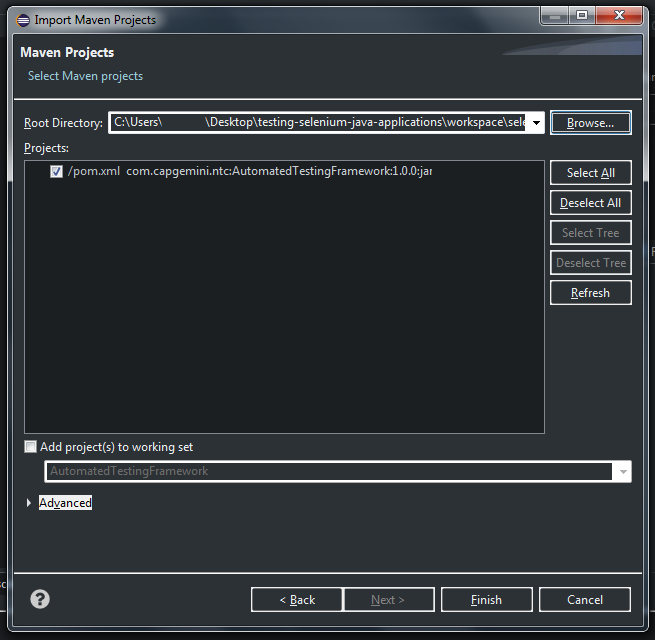 Import Maven Projects
Maven Projects
Select Maven projects
Root Directory: C:\Users\ \Desktop\testing-selenium-java-applications\workspace\sele Browse...
Projects:
/pom.xml com.capgemini.ntc:AutomatedTestingFramework:1.0.0:jar
Select All
Deselect All
Select Tree
Deselect Tree
Refresh
Add project(s) to working set
AutomatedTestingFramework
Advanced
?
< Back Next > Finish Cancel